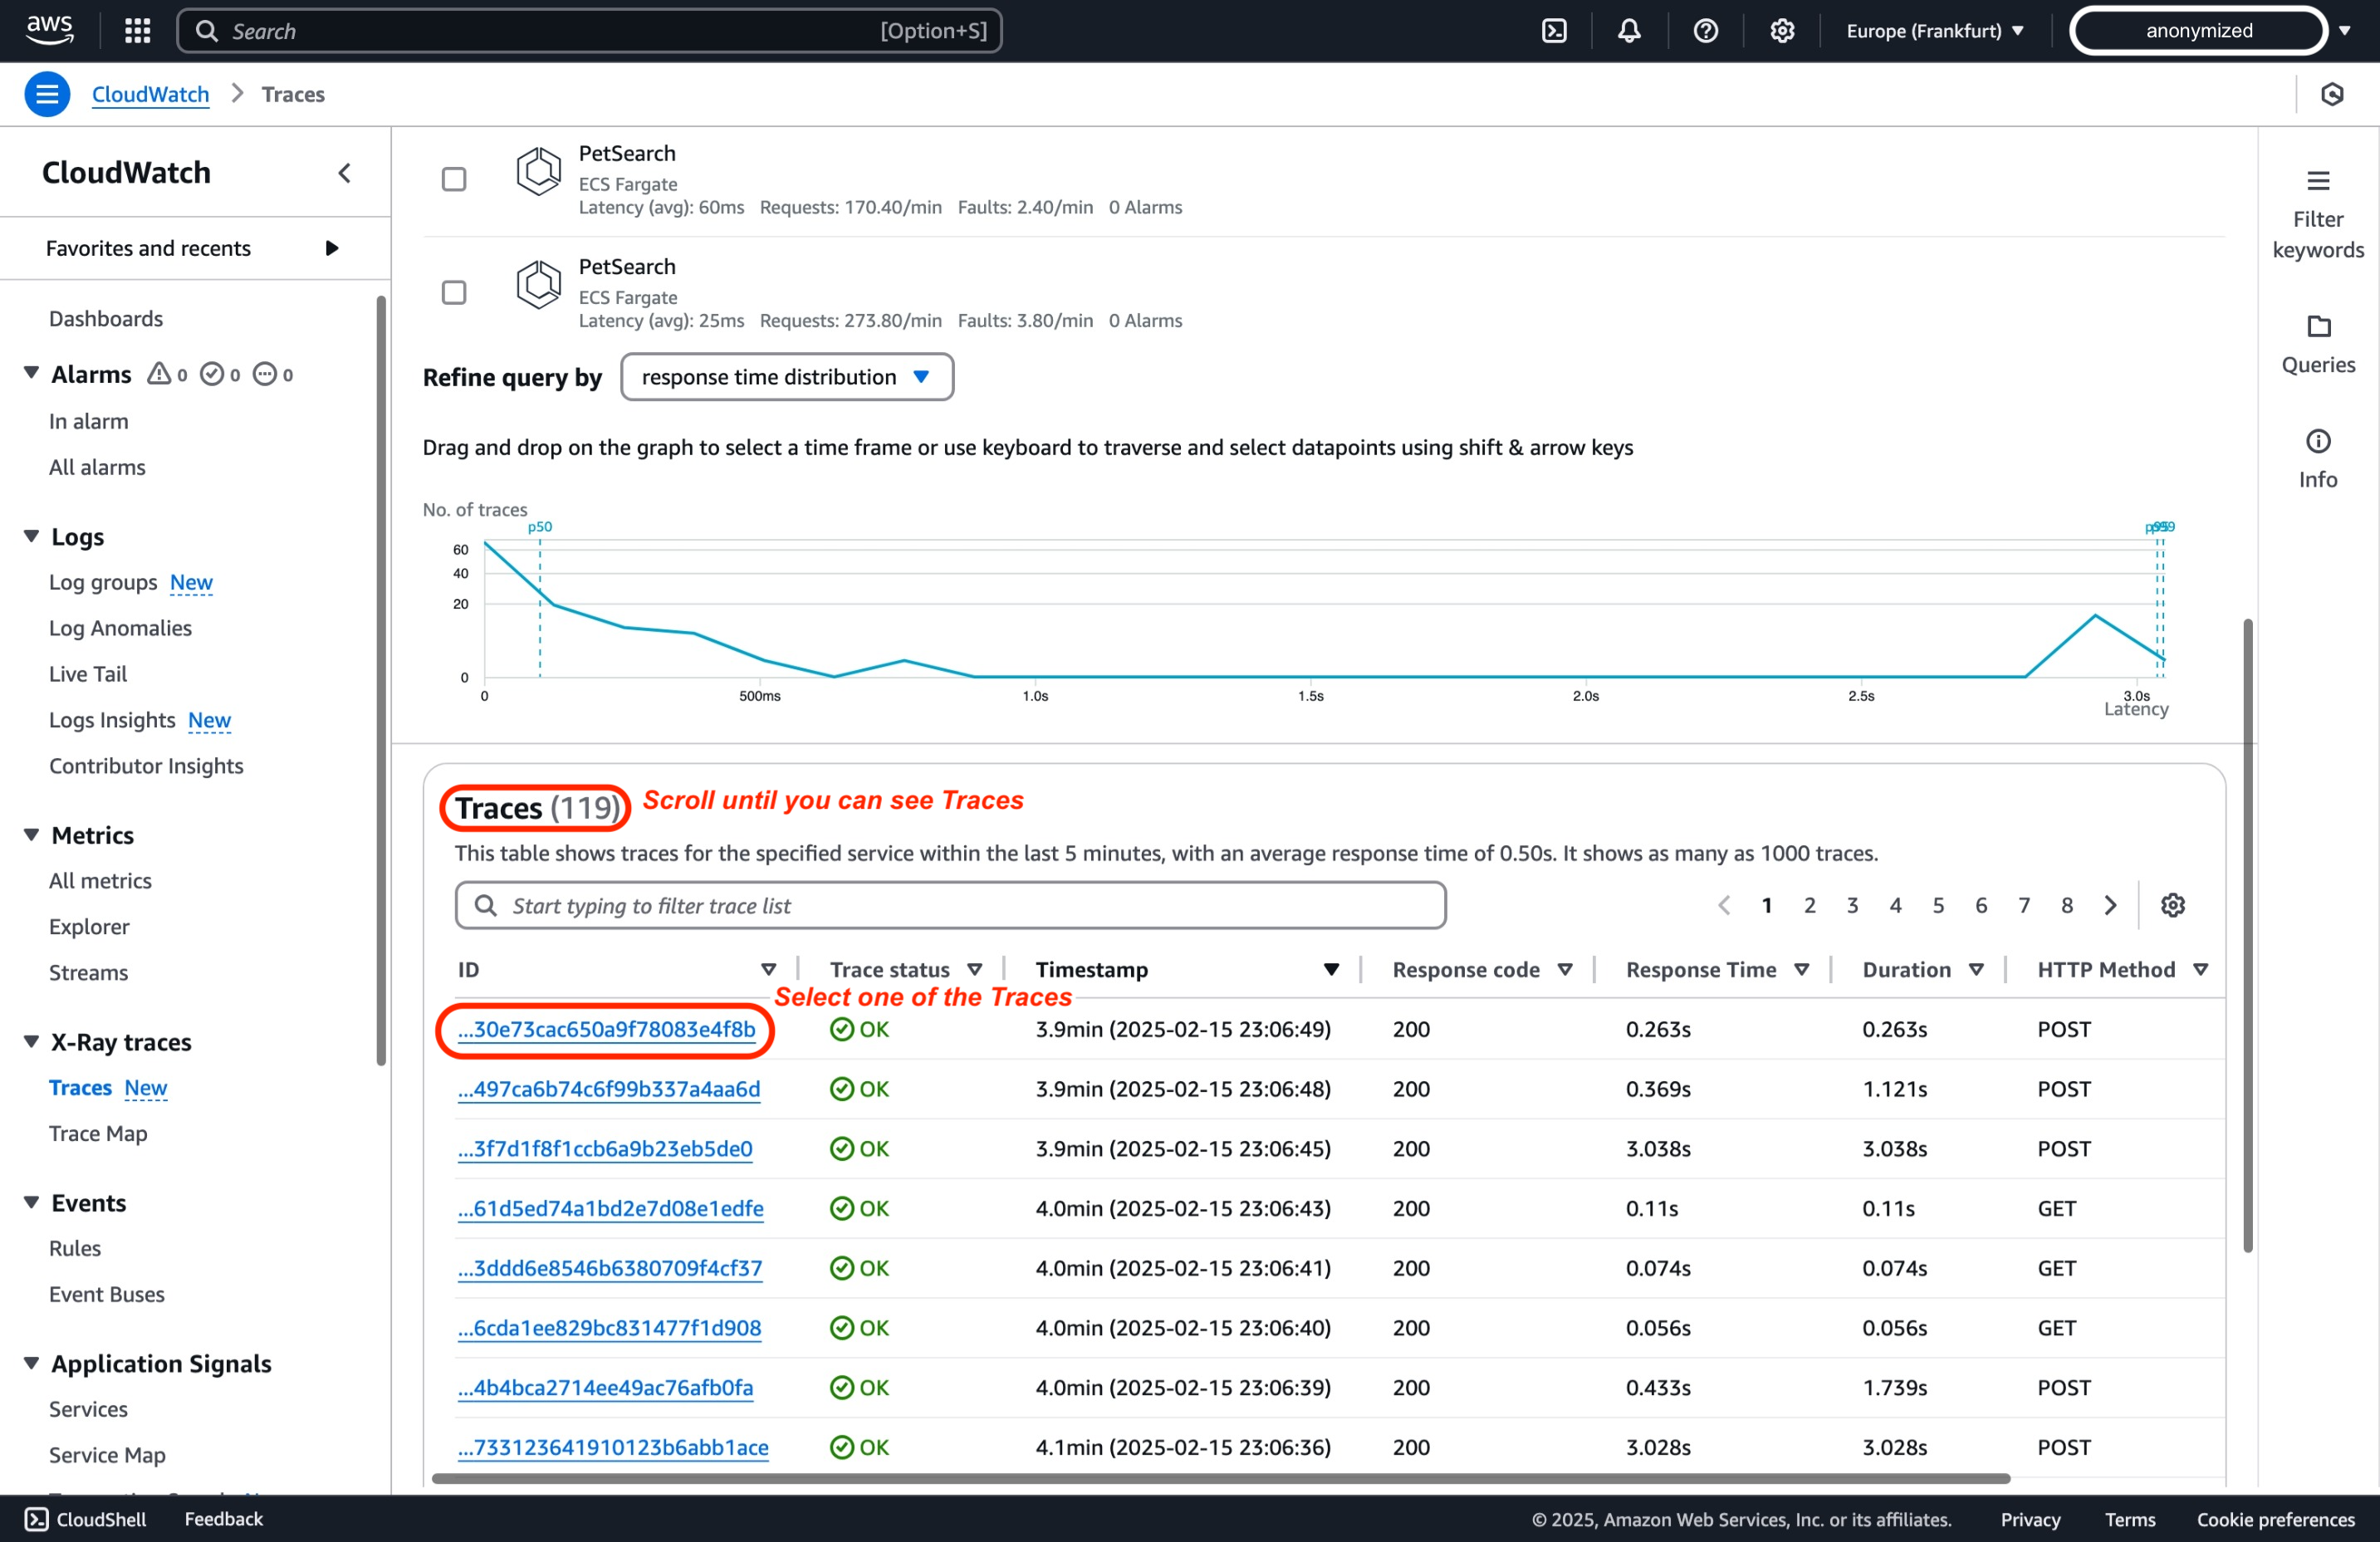 aws
Search [Option+S]
Europe (Frankfurt)
anonymized
CloudWatch
Traces
CloudWatch
Favorites and recents
Dashboards
Alarms 0 0 0
In alarm
All alarms
Logs
Log groups New
Log Anomalies
Live Tail
Logs Insights New
Contributor Insights
Metrics
All metrics
Explorer
Streams
X-Ray traces
Traces New
Trace Map
Events
Rules
Event Buses
Application Signals
Services
Service Map
PetSearch
ECS Fargate
Latency (avg): 60ms Requests: 170.40/min Faults: 2.40/min 0 Alarms
PetSearch
ECS Fargate
Latency (avg): 25ms Requests: 273.80/min Faults: 3.80/min 0 Alarms
Refine query by response time distribution
Drag and drop on the graph to select a time frame or use keyboard to traverse and select datapoints using shift & arrow keys
No. of traces
p50
60
40
20
0
0 500ms 1.0s 1.5s 2.0s 2.5s 3.0s
Latency
Traces (119) Scroll until you can see Traces
This table shows traces for the specified service within the last 5 minutes, with an average response time of 0.50s. It shows as many as 1000 traces.
Start typing to filter trace list
1 2 3 4 5 6 7 8
ID Trace status Timestamp Response code Response Time Duration HTTP Method
Select one of the Traces
...30e73cac650a9f78083e4f8b OK 3.9min (2025-02-15 23:06:49) 200 0.263s 0.263s POST
...497ca6b74c6f99b337a4aa6d OK 3.9min (2025-02-15 23:06:48) 200 0.369s 1.121s POST
...3f7d1f8f1ccb6a9b23eb5de0 OK 3.9min (2025-02-15 23:06:45) 200 3.038s 3.038s POST
...61d5ed74a1bd2e7d08e1edfe OK 4.0min (2025-02-15 23:06:43) 200 0.11s 0.11s GET
...3ddd6e8546b6380709f4cf37 OK 4.0min (2025-02-15 23:06:41) 200 0.074s 0.074s GET
...6cda1ee829bc831477f1d908 OK 4.0min (2025-02-15 23:06:40) 200 0.056s 0.056s GET
...4b4bca2714ee49ac76afb0fa OK 4.0min (2025-02-15 23:06:39) 200 0.433s 1.739s POST
...733123641910123b6abb1ace OK 4.1min (2025-02-15 23:06:36) 200 3.028s 3.028s POST
Filter
keywords
Queries
Info
CloudShell Feedback
© 2025, Amazon Web Services, Inc. or its affiliates. Privacy Terms Cookie preferences